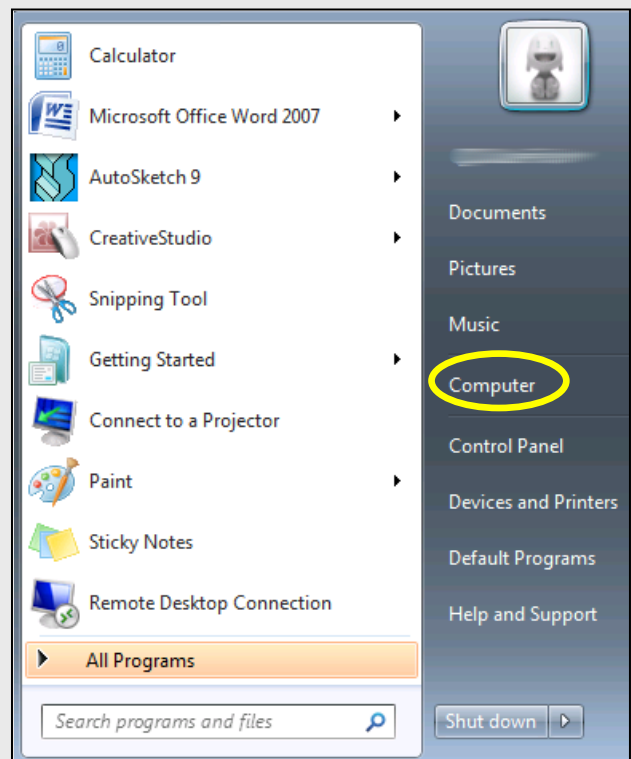 Calculator
Microsoft Office Word 2007
AutoSketch 9
CreativeStudio
Snipping Tool
Getting Started
Connect to a Projector
Paint
Sticky Notes
Remote Desktop Connection
All Programs
Search programs and files
Documents
Pictures
Music
Computer
Control Panel
Devices and Printers
Default Programs
Help and Support
Shut down